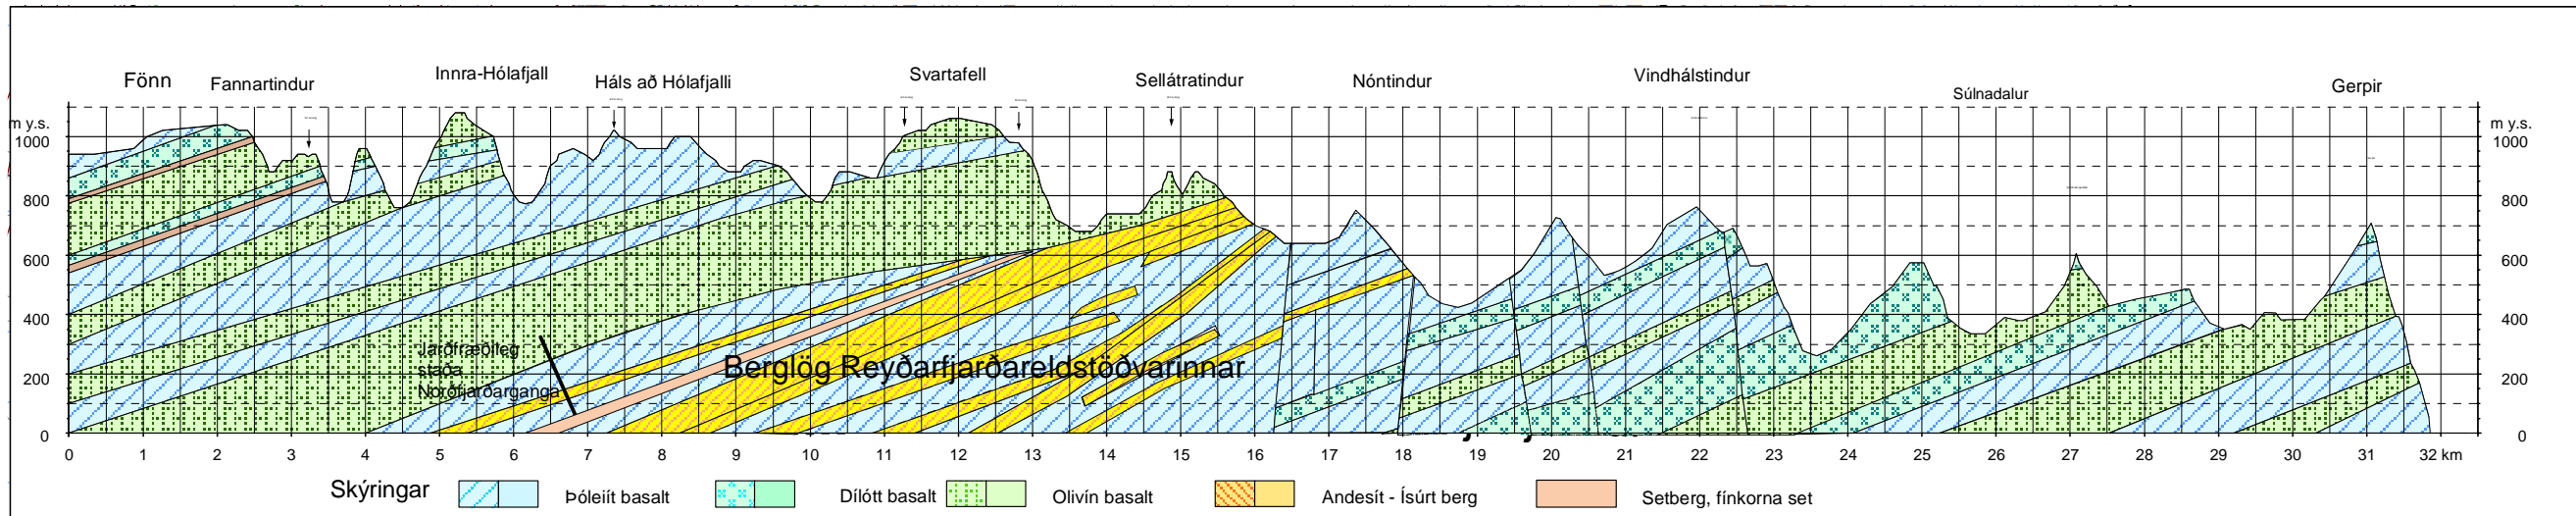 Fönn
Fannartindur
Innra-Hólafjall
Háls að Hólafjalli
Svartafell
Sellátratindur
Nóntindur
Vindhálstindur
Súlnadalur
Gerpir
m y.s.
1000
800
600
400
200
0
m y.s.
1000
800
600
400
200
0
Jarðfræðileg
staða
Norðfjarðarganga
Berglög Reyðarfjarðareldstöðvarinnar
0 1 2 3 4 5 6 7 8 9 10 11 12 13 14 15 16 17 18 19 20 21 22 23 24 25 26 27 28 29 30 31 32 km
Skýringar
Þóleiít basalt
Dílótt basalt
Olivín basalt
Andesít - Ísúrt berg
Setberg, fínkorna set